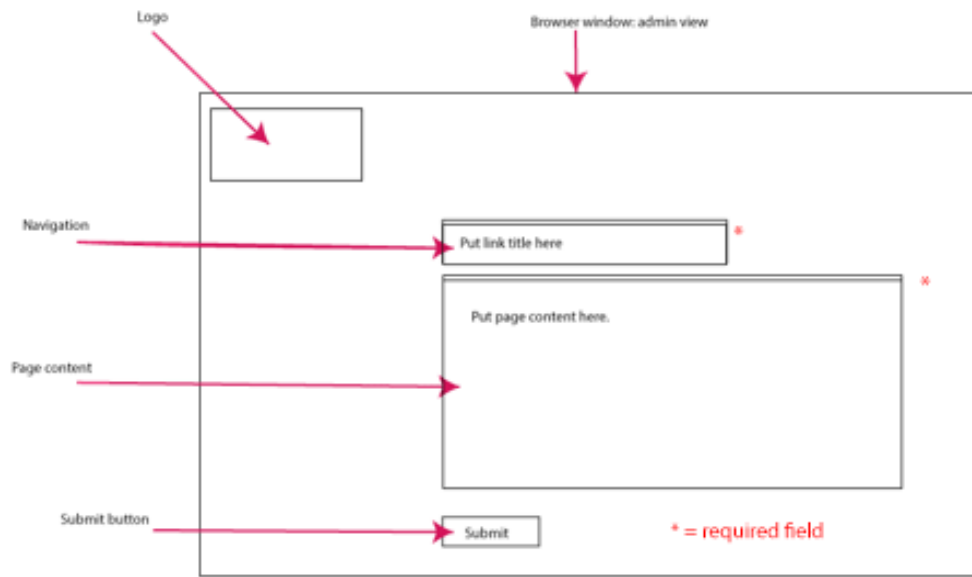 Logo
Browser window: admin view
Navigation
Put link title here
*
*
Put page content here.
Page content
Submit button
Submit
* = required field